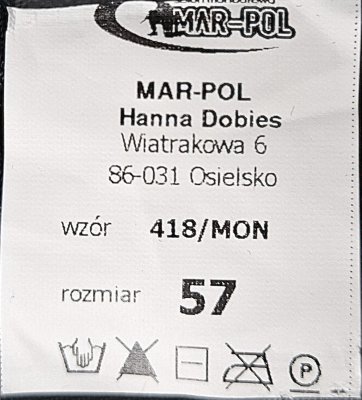 MAR-POL
MAR-POL
Hanna Dobies
Wiatrakowa 6
86-031 Osielsko
wzór 418/MON
rozmiar 57
P